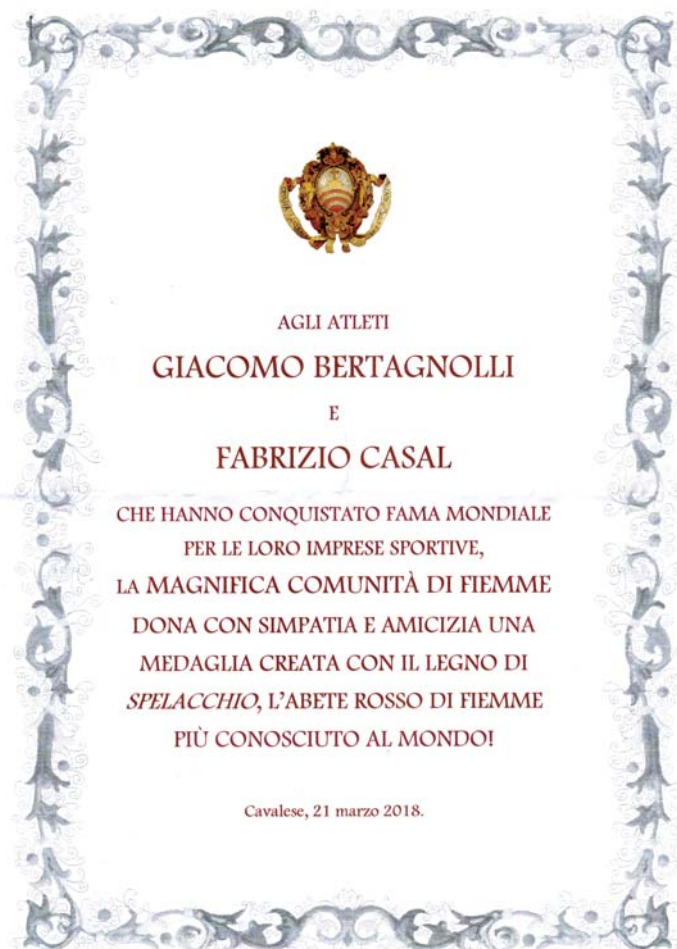 AGLI ATLETI
GIACOMO BERTAGNOLLI
E
FABRIZIO CASAL
CHE HANNO CONQUISTATO FAMA MONDIALE
PER LE LORO IMPRESE SPORTIVE,
LA MAGNIFICA COMUNITÀ DI FIEMME
DONA CON SIMPATIA E AMICIZIA UNA
MEDAGLIA CREATA CON IL LEGNO DI
SPELACCHIO, L'ABETE ROSSO DI FIEMME
PIÙ CONOSCIUTO AL MONDO!
Cavalese, 21 marzo 2018.